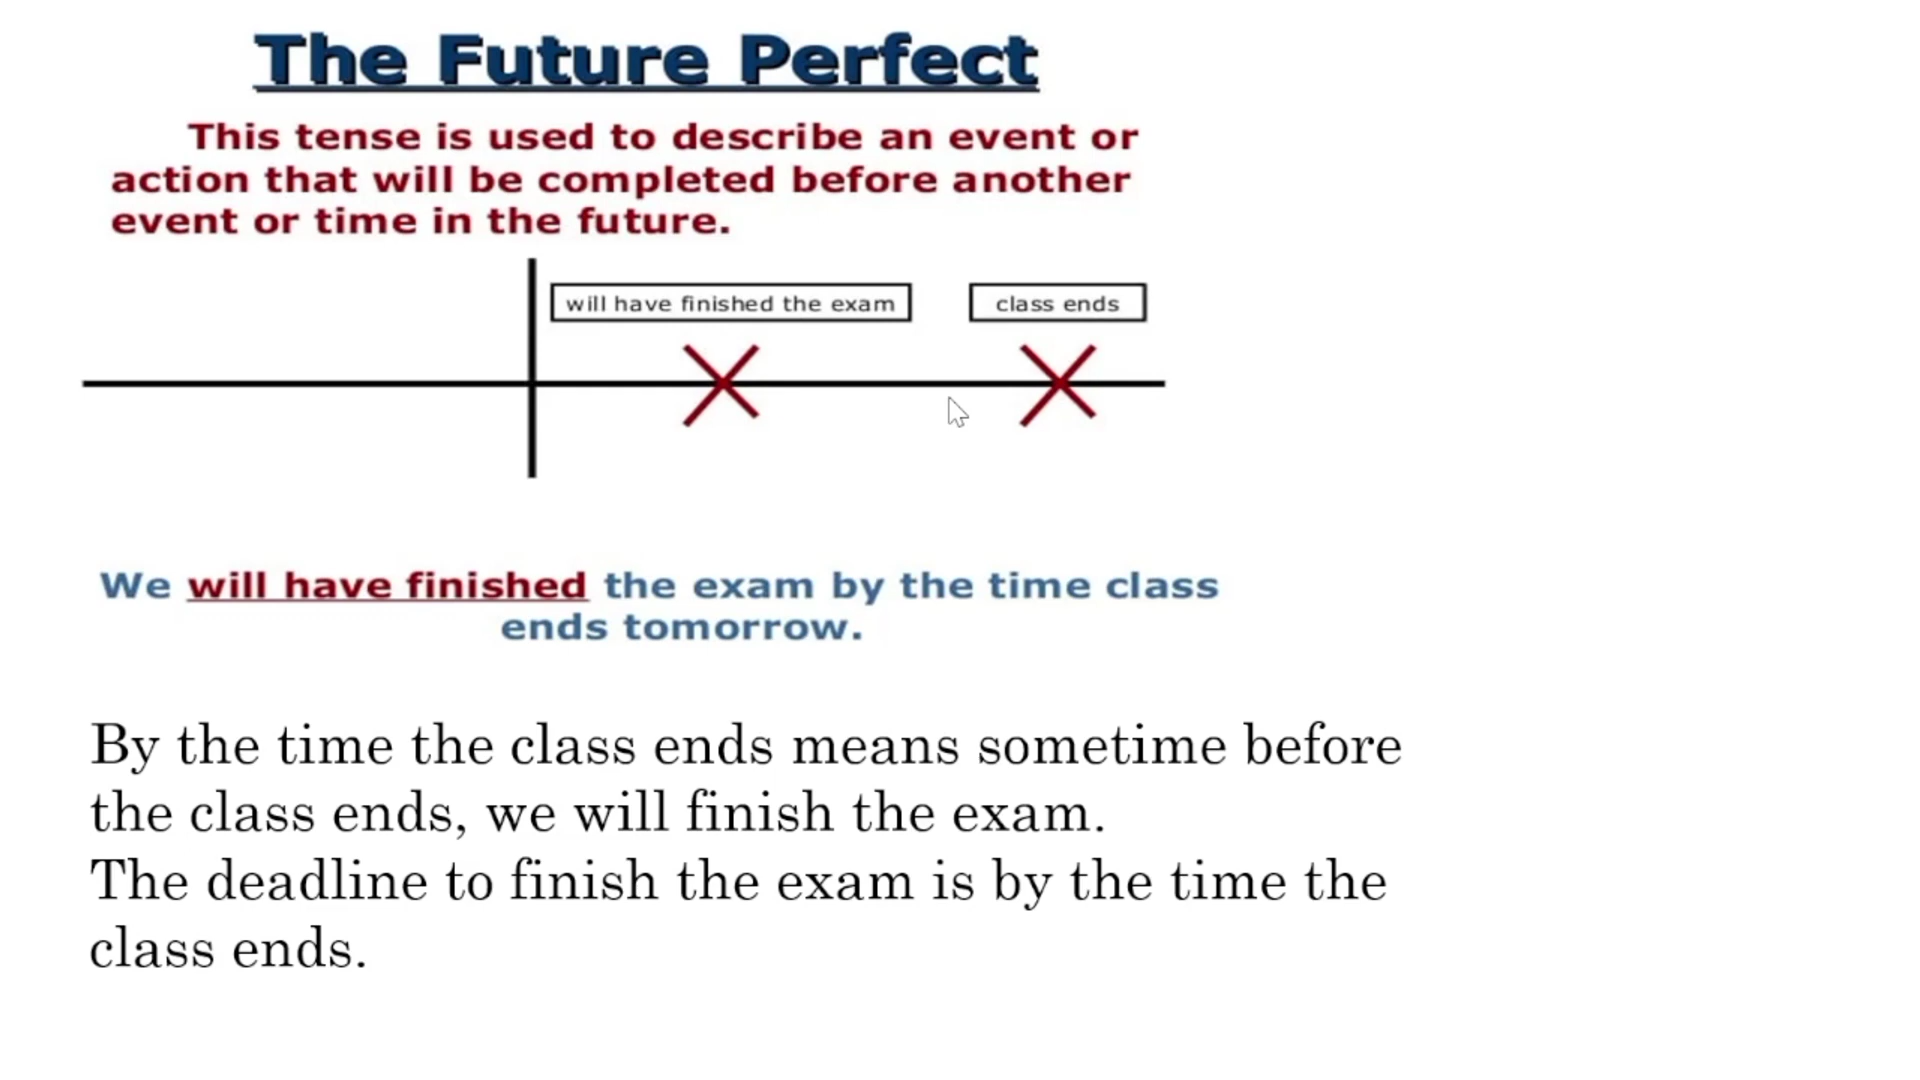 The Future Perfect
This tense is used to describe an event or
action that will be completed before another
event or time in the future.
will have finished the exam
class ends
We will have finished the exam by the time class
ends tomorrow.
By the time the class ends means sometime before
the class ends, we will finish the exam.
The deadline to finish the exam is by the time the
class ends.